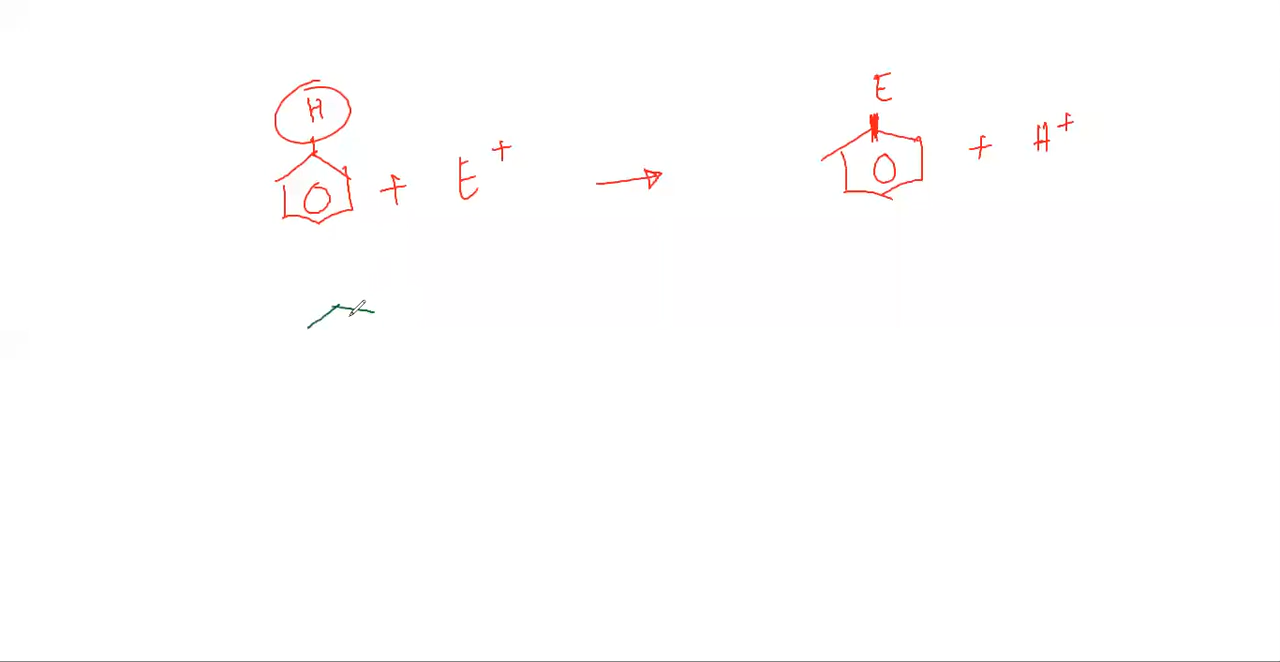 H + E⁺ → E + H⁺